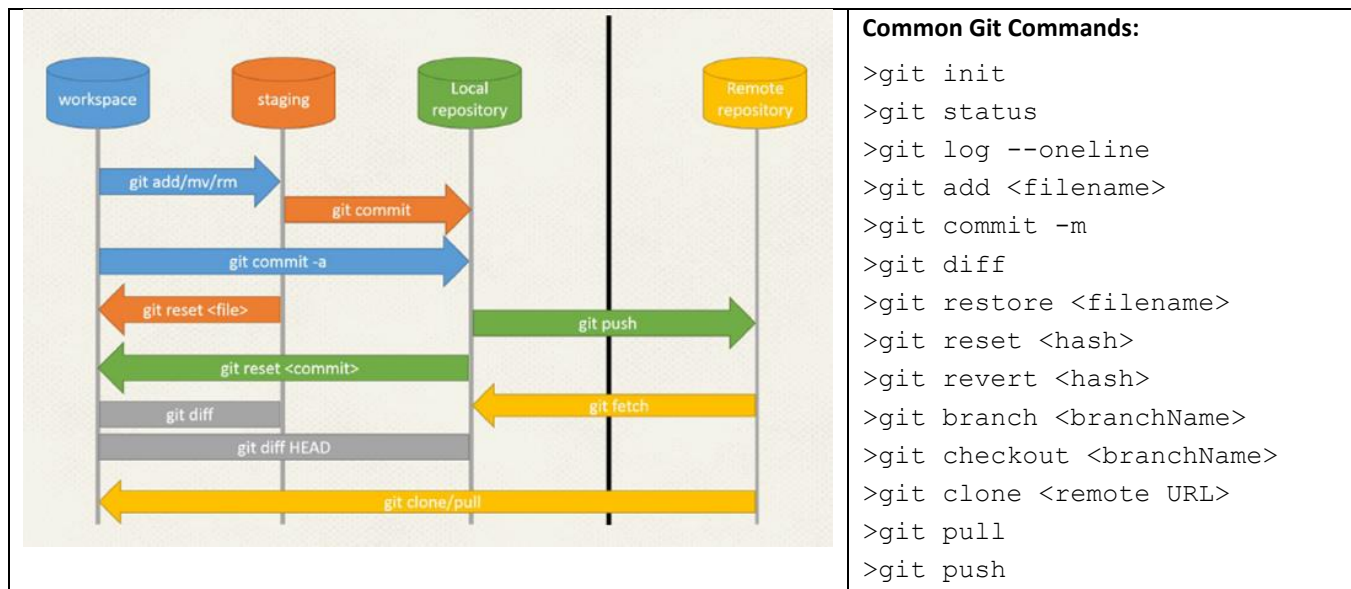 workspace
staging
Local
repository
Remote
repository
git add/mv/rm
git commit
git commit -a
git reset <file>
git push
git reset <commit>
git fetch
git diff
git diff HEAD
git clone/pull
Common Git Commands:
>git init
>git status
>git log --oneline
>git add <filename>
>git commit -m
>git diff
>git restore <filename>
>git reset <hash>
>git revert <hash>
>git branch <branchName>
>git checkout <branchName>
>git clone <remote URL>
>git pull
>git push